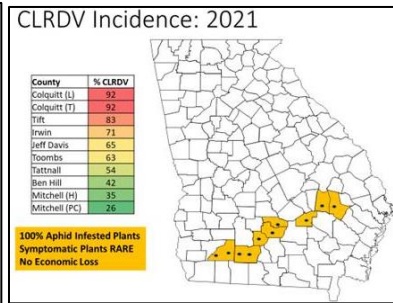 CLRDV Incidence: 2021
County % CLRDV
Colquitt (L) 92
Colquitt (T) 92
Tift 83
Irwin 71
Jeff Davis 65
Toombs 63
Tattnall 54
Ben Hill 42
Mitchell (H) 35
Mitchell (PC) 26
100% Aphid Infested Plants
Symptomatic Plants RARE
No Economic Loss